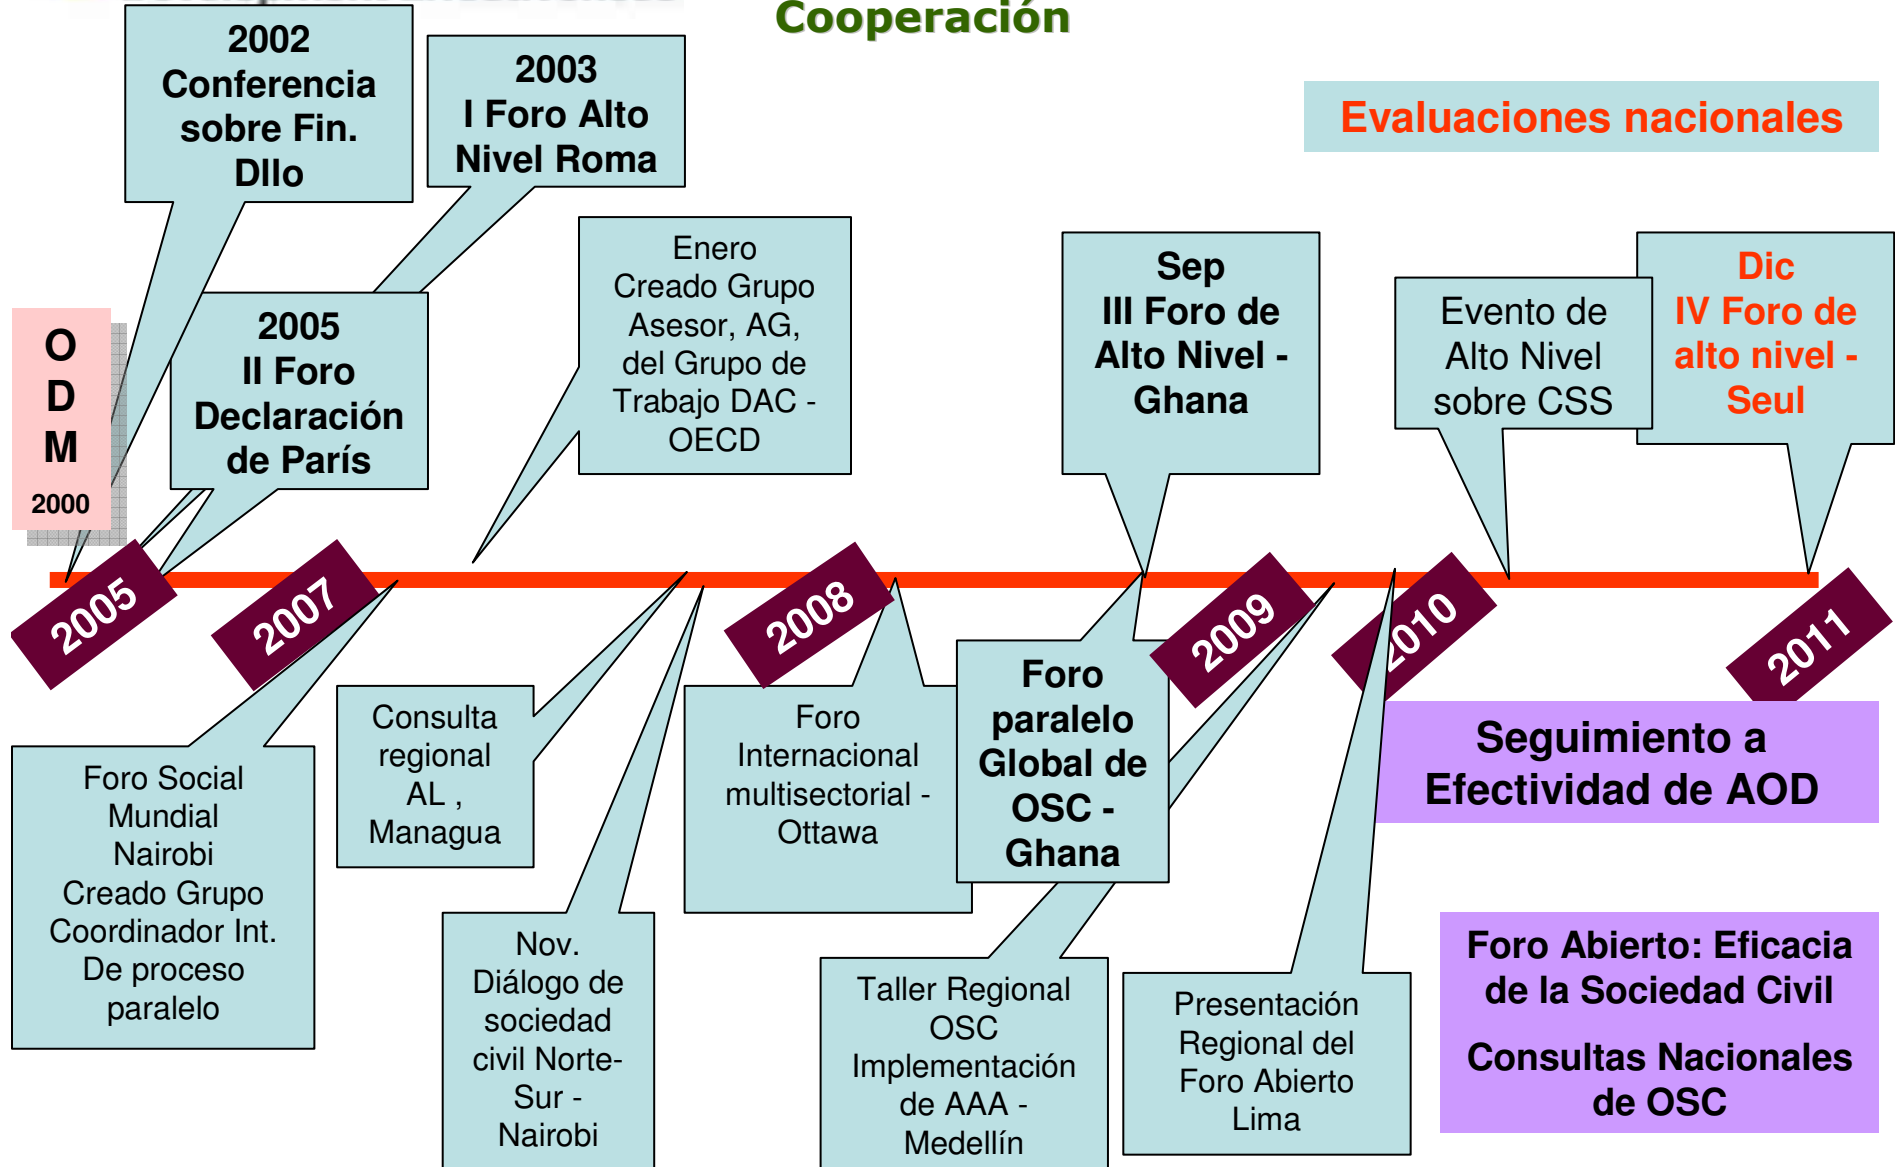 Cooperación
2002
Conferencia
sobre Fin.
Dllo
2003
I Foro Alto
Nivel Roma
Evaluaciones nacionales
O
D
M
2000
2005
II Foro
Declaración
de París
Enero
Creado Grupo
Asesor, AG,
del Grupo de
Trabajo DAC -
OECD
Sep
III Foro de
Alto Nivel -
Ghana
Evento de
Alto Nivel
sobre CSS
Dic
IV Foro de
alto nivel -
Seul
2005
2007
2008
2009
2010
2011
Foro Social
Mundial
Nairobi
Creado Grupo
Coordinador Int.
De proceso
paralelo
Consulta
regional
AL ,
Managua
Nov.
Diálogo de
sociedad
civil Norte-
Sur -
Nairobi
Foro
Internacional
multisectorial -
Ottawa
Foro
paralelo
Global de
OSC -
Ghana
Taller Regional
OSC
Implementación
de AAA -
Medellín
Presentación
Regional del
Foro Abierto
Lima
Seguimiento a
Efectividad de AOD
Foro Abierto: Eficacia
de la Sociedad Civil
Consultas Nacionales
de OSC